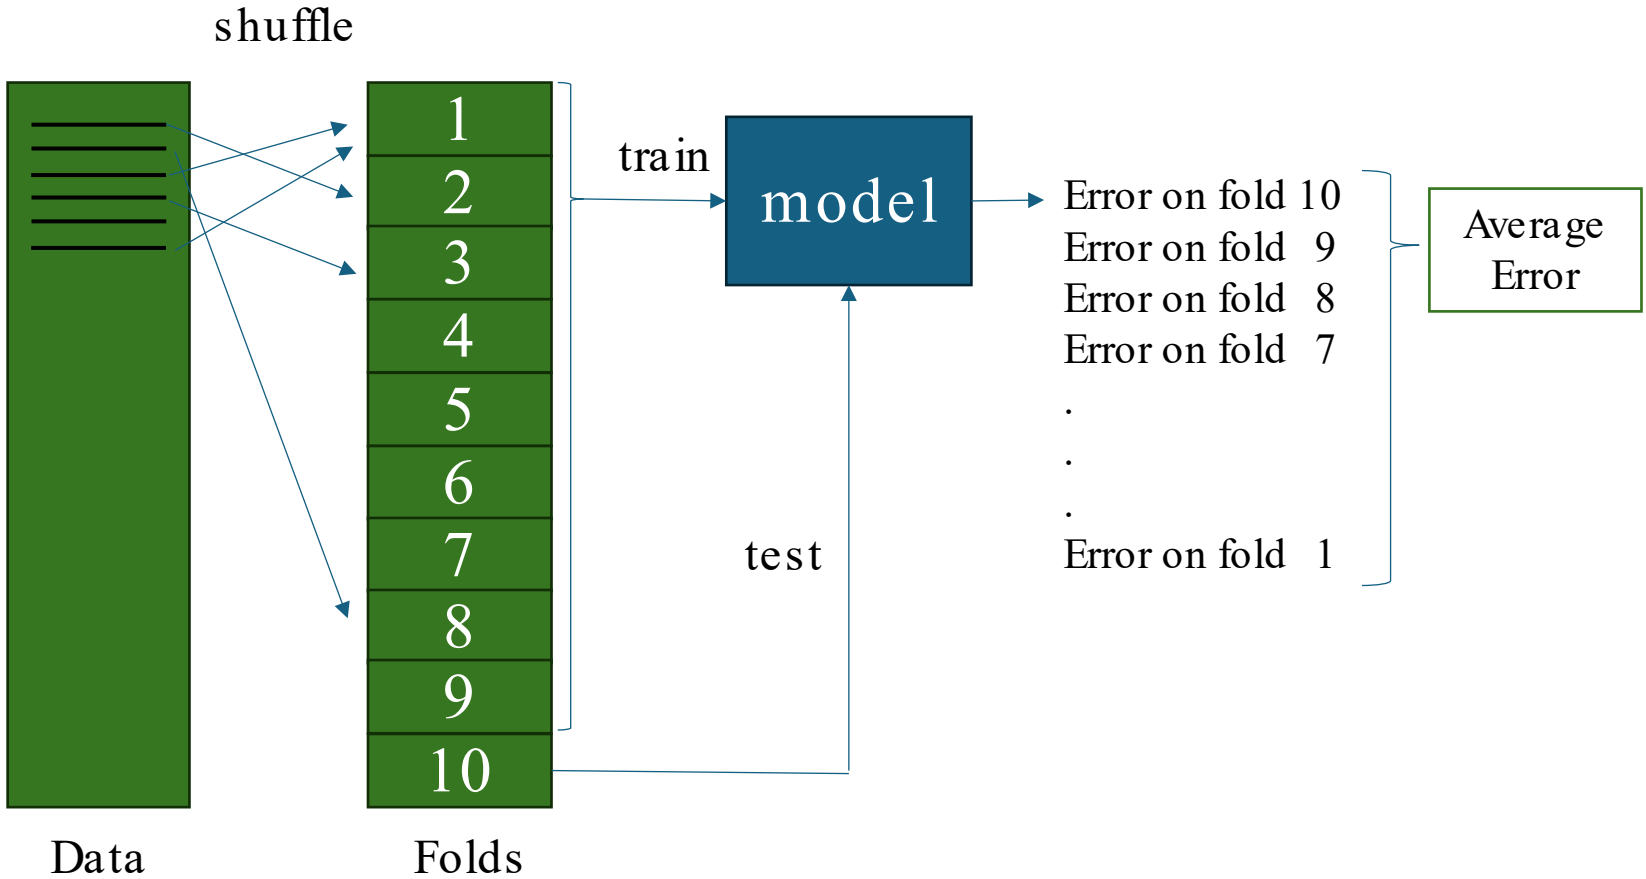 shuffle
1
2
3
4
5
6
7
8
9
10
Data
Folds
train
model
test
Error on fold 10
Error on fold 9
Error on fold 8
Error on fold 7
.
.
.
Error on fold 1
Average
Error